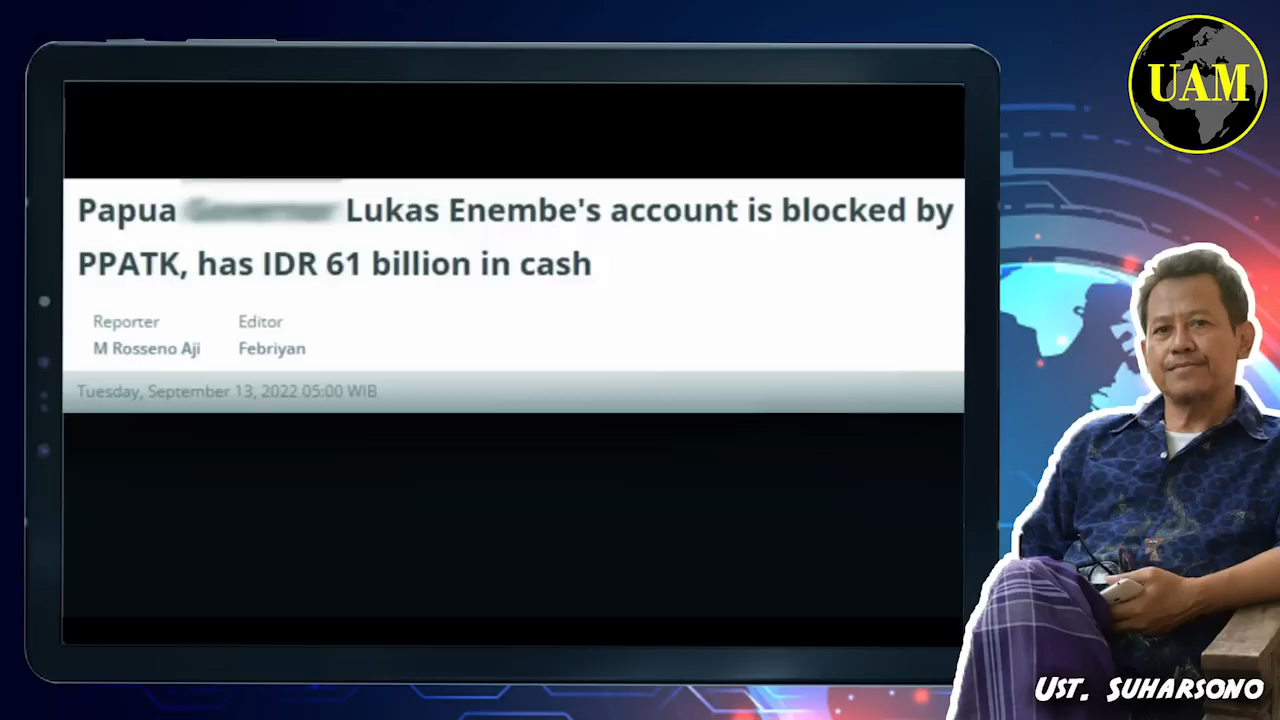 UAM
Papua Lukas Enembe's account is blocked by
PPATK, has IDR 61 billion in cash
Reporter Editor
M Rosseno Aji Febriyan
Tuesday, September 13, 2022 05:00 WIB
Ust. Suharsono